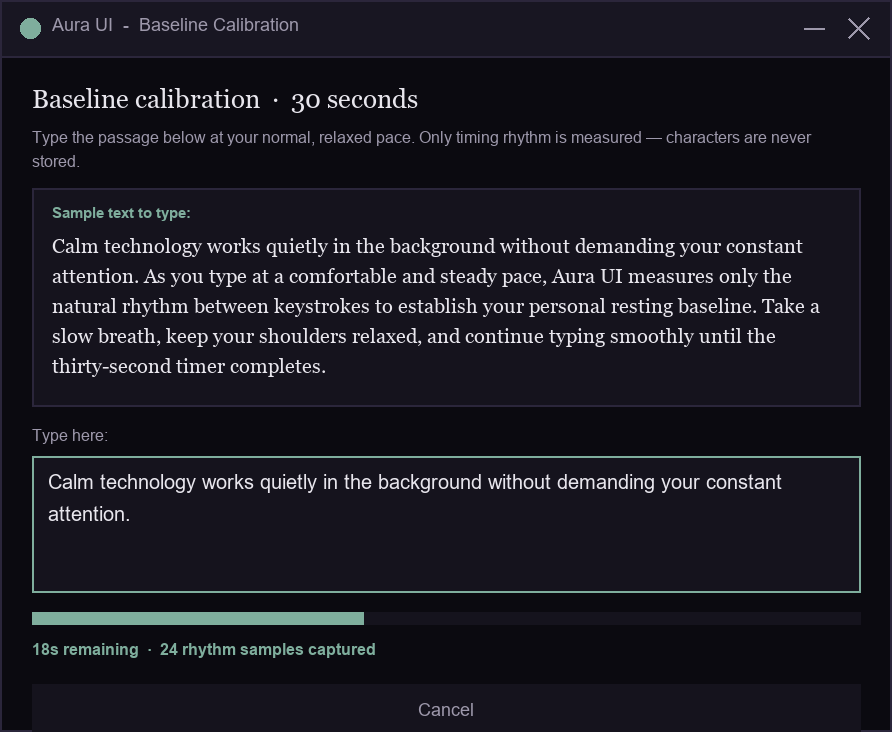 Aura UI - Baseline Calibration
Baseline calibration · 30 seconds
Type the passage below at your normal, relaxed pace. Only timing rhythm is measured — characters are never
stored.
Sample text to type:
Calm technology works quietly in the background without demanding your constant
attention. As you type at a comfortable and steady pace, Aura UI measures only the
natural rhythm between keystrokes to establish your personal resting baseline. Take a
slow breath, keep your shoulders relaxed, and continue typing smoothly until the
thirty-second timer completes.
Type here:
Calm technology works quietly in the background without demanding your constant
attention.
18s remaining · 24 rhythm samples captured
Cancel